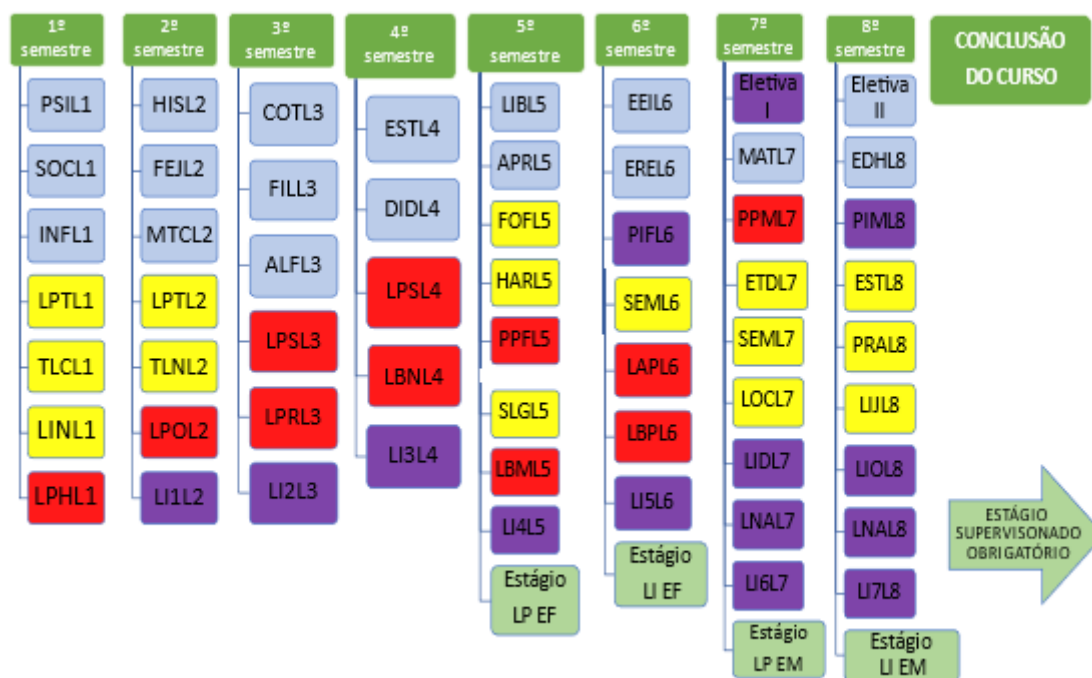 1º
semestre
PSIL1
SOCL1
INFL1
LPTL1
TLCL1
LINL1
LPHL1
2º
semestre
HISL2
FEJL2
MTCL2
LPTL2
TLNL2
LPOL2
LI1L2
3º
semestre
COTL3
FILL3
ALFL3
LPSL3
LPRL3
LI2L3
4º
semestre
ESTL4
DIDL4
LPSL4
LBNL4
LI3L4
5º
semestre
LIBL5
APRL5
FOFL5
HARL5
PPFL5
SLGL5
LBML5
LI4L5
Estágio
LP EF
6º
semestre
EEIL6
EREL6
PIFL6
SEML6
LAPL6
LBPL6
LI5L6
Estágio
LI EF
7º
semestre
Eletiva
I
MATL7
PPML7
ETDL7
SEML7
LOCL7
LIDL7
LNAL7
LI6L7
Estágio
LP EM
8º
semestre
Eletiva
II
EDHL8
PIML8
ESTL8
PRAL8
LIJL8
LIOL8
LNAL8
LI7L8
Estágio
LI EM
CONCLUSÃO
DO CURSO
ESTÁGIO
SUPERVISONADO
OBRIGATÓRIO